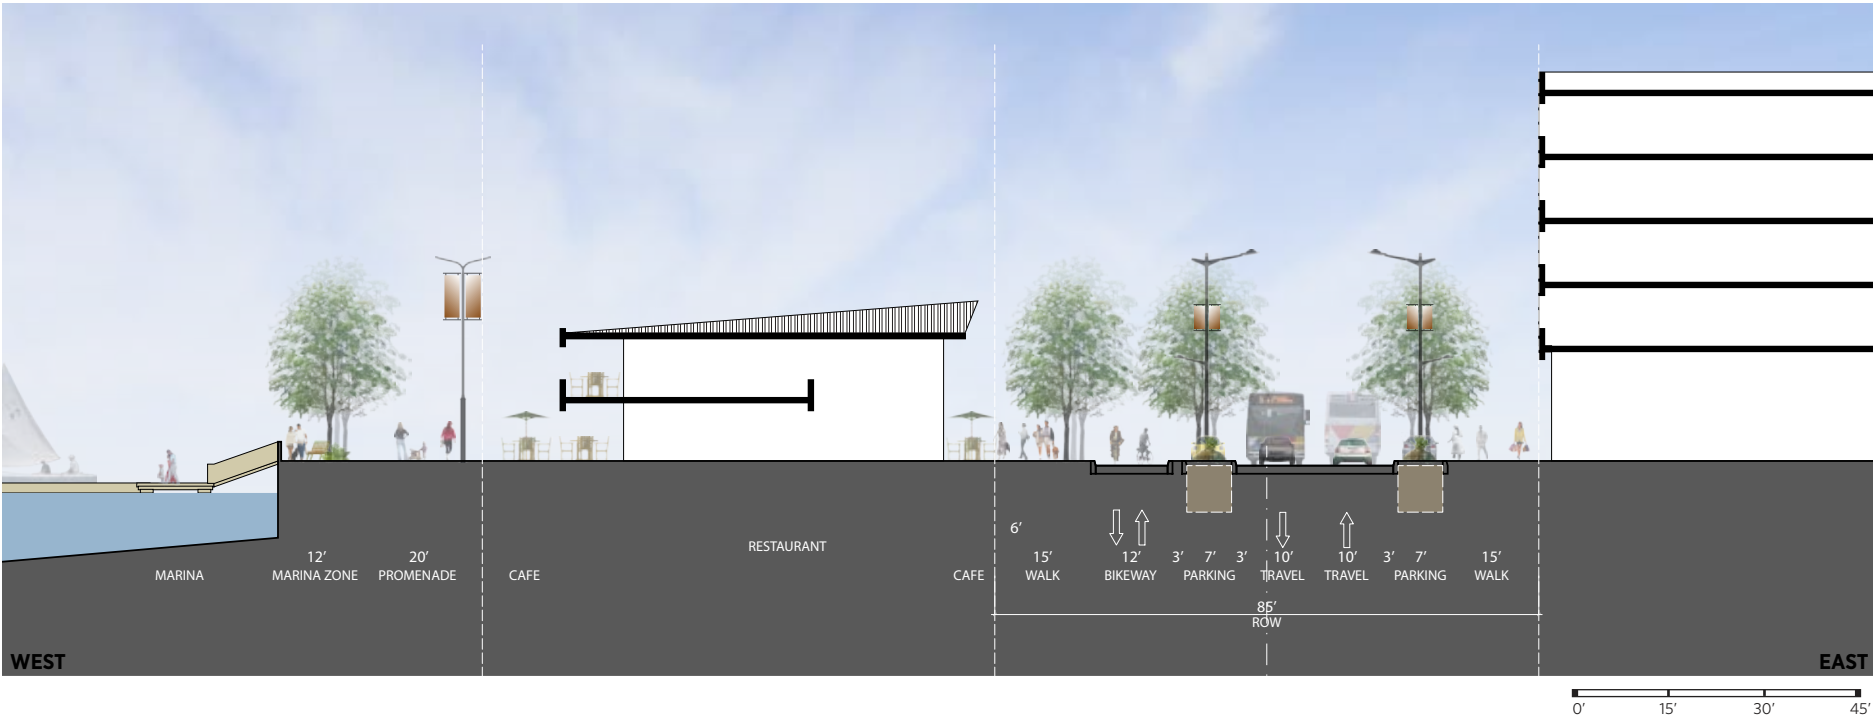 RESTAURANT
6’
12’ 20’ 15’ 12’ 3’ 7’ 3’ 10’ 10’ 3’ 7’ 15’
MARINA MARINA ZONE PROMENADE CAFE CAFE WALK BIKEWAY PARKING TRAVEL TRAVEL PARKING WALK
85’
ROW
WEST EAST
0’ 15’ 30’ 45’